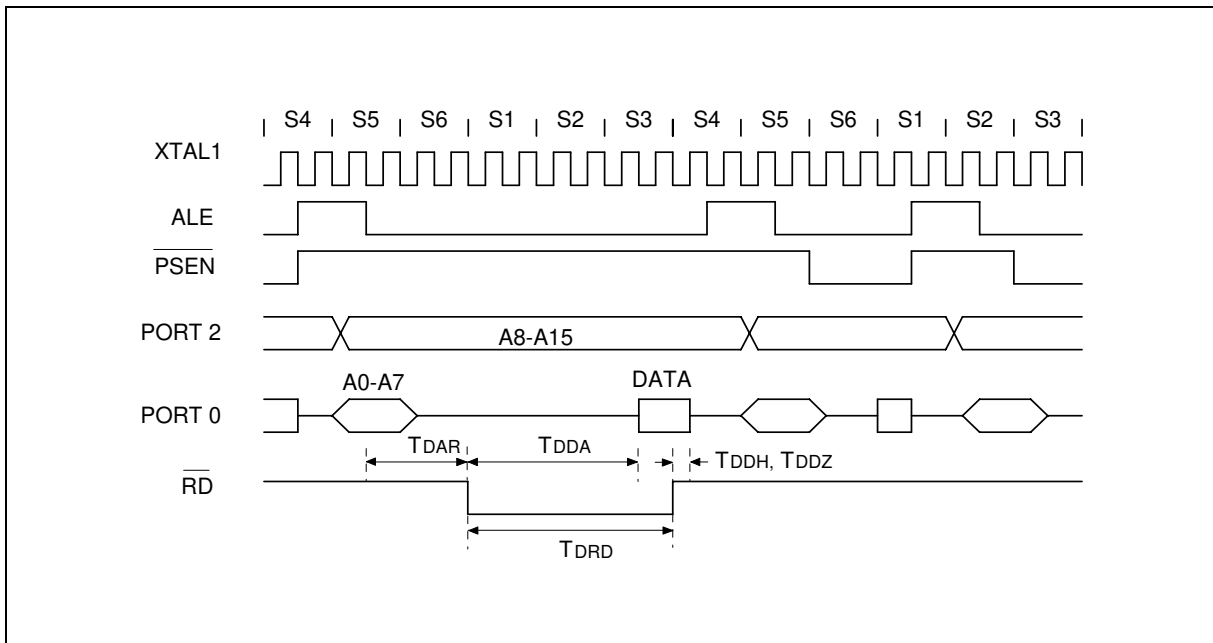 S4 S5 S6 S1 S2 S3 S4 S5 S6 S1 S2 S3
XTAL1
ALE
PSEN
PORT 2
A8-A15
A0-A7
DATA
PORT 0
TDAR
TDDA
TDDH, TDDZ
RD
TDRD